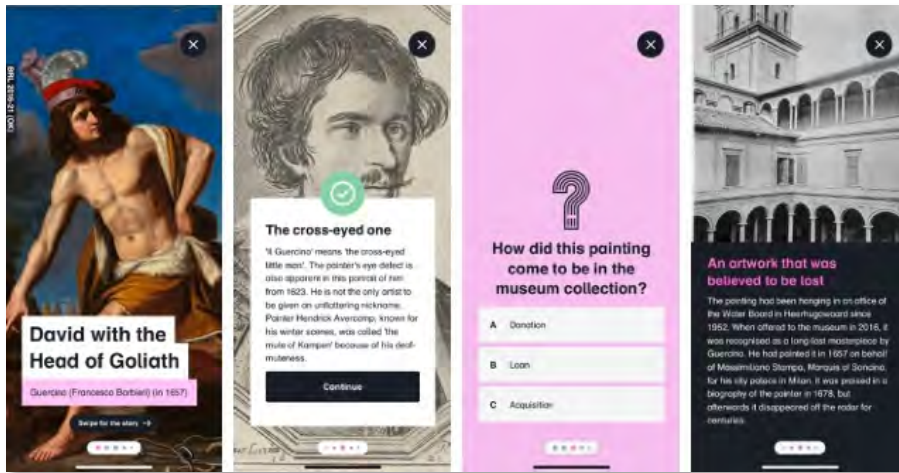 BRL 2016-21 (OK)
David with the
Head of Goliath
Guercino (Francesco Barbieri) (in 1657)
Swipe for the story →
The cross-eyed one
'Il Guercino' means 'the cross-eyed
little man'. The painter's eye defect is
also apparent in this portrait of him
from 1623. He is not the only artist to
be given an unflattering nickname.
Painter Hendrick Avercamp, known for
his winter scenes, was called 'the
mute of Kampen' because of his deaf-
muteness.
Continue
How did this painting
come to be in the
museum collection?
A Donation
B Loan
C Acquisition
An artwork that was
believed to be lost
The painting had been hanging in an office of
the Water Board in Heerhugowaard since
1952. When offered to the museum in 2016, it
was recognised as a long-lost masterpiece by
Guercino. He had painted it in 1657 on behalf
of Massimiliano Stampa, Marquis of Soncino,
for his city palace in Milan. It was praised in a
biography of the painter in 1678, but
afterwards it disappeared off the radar for
centuries.